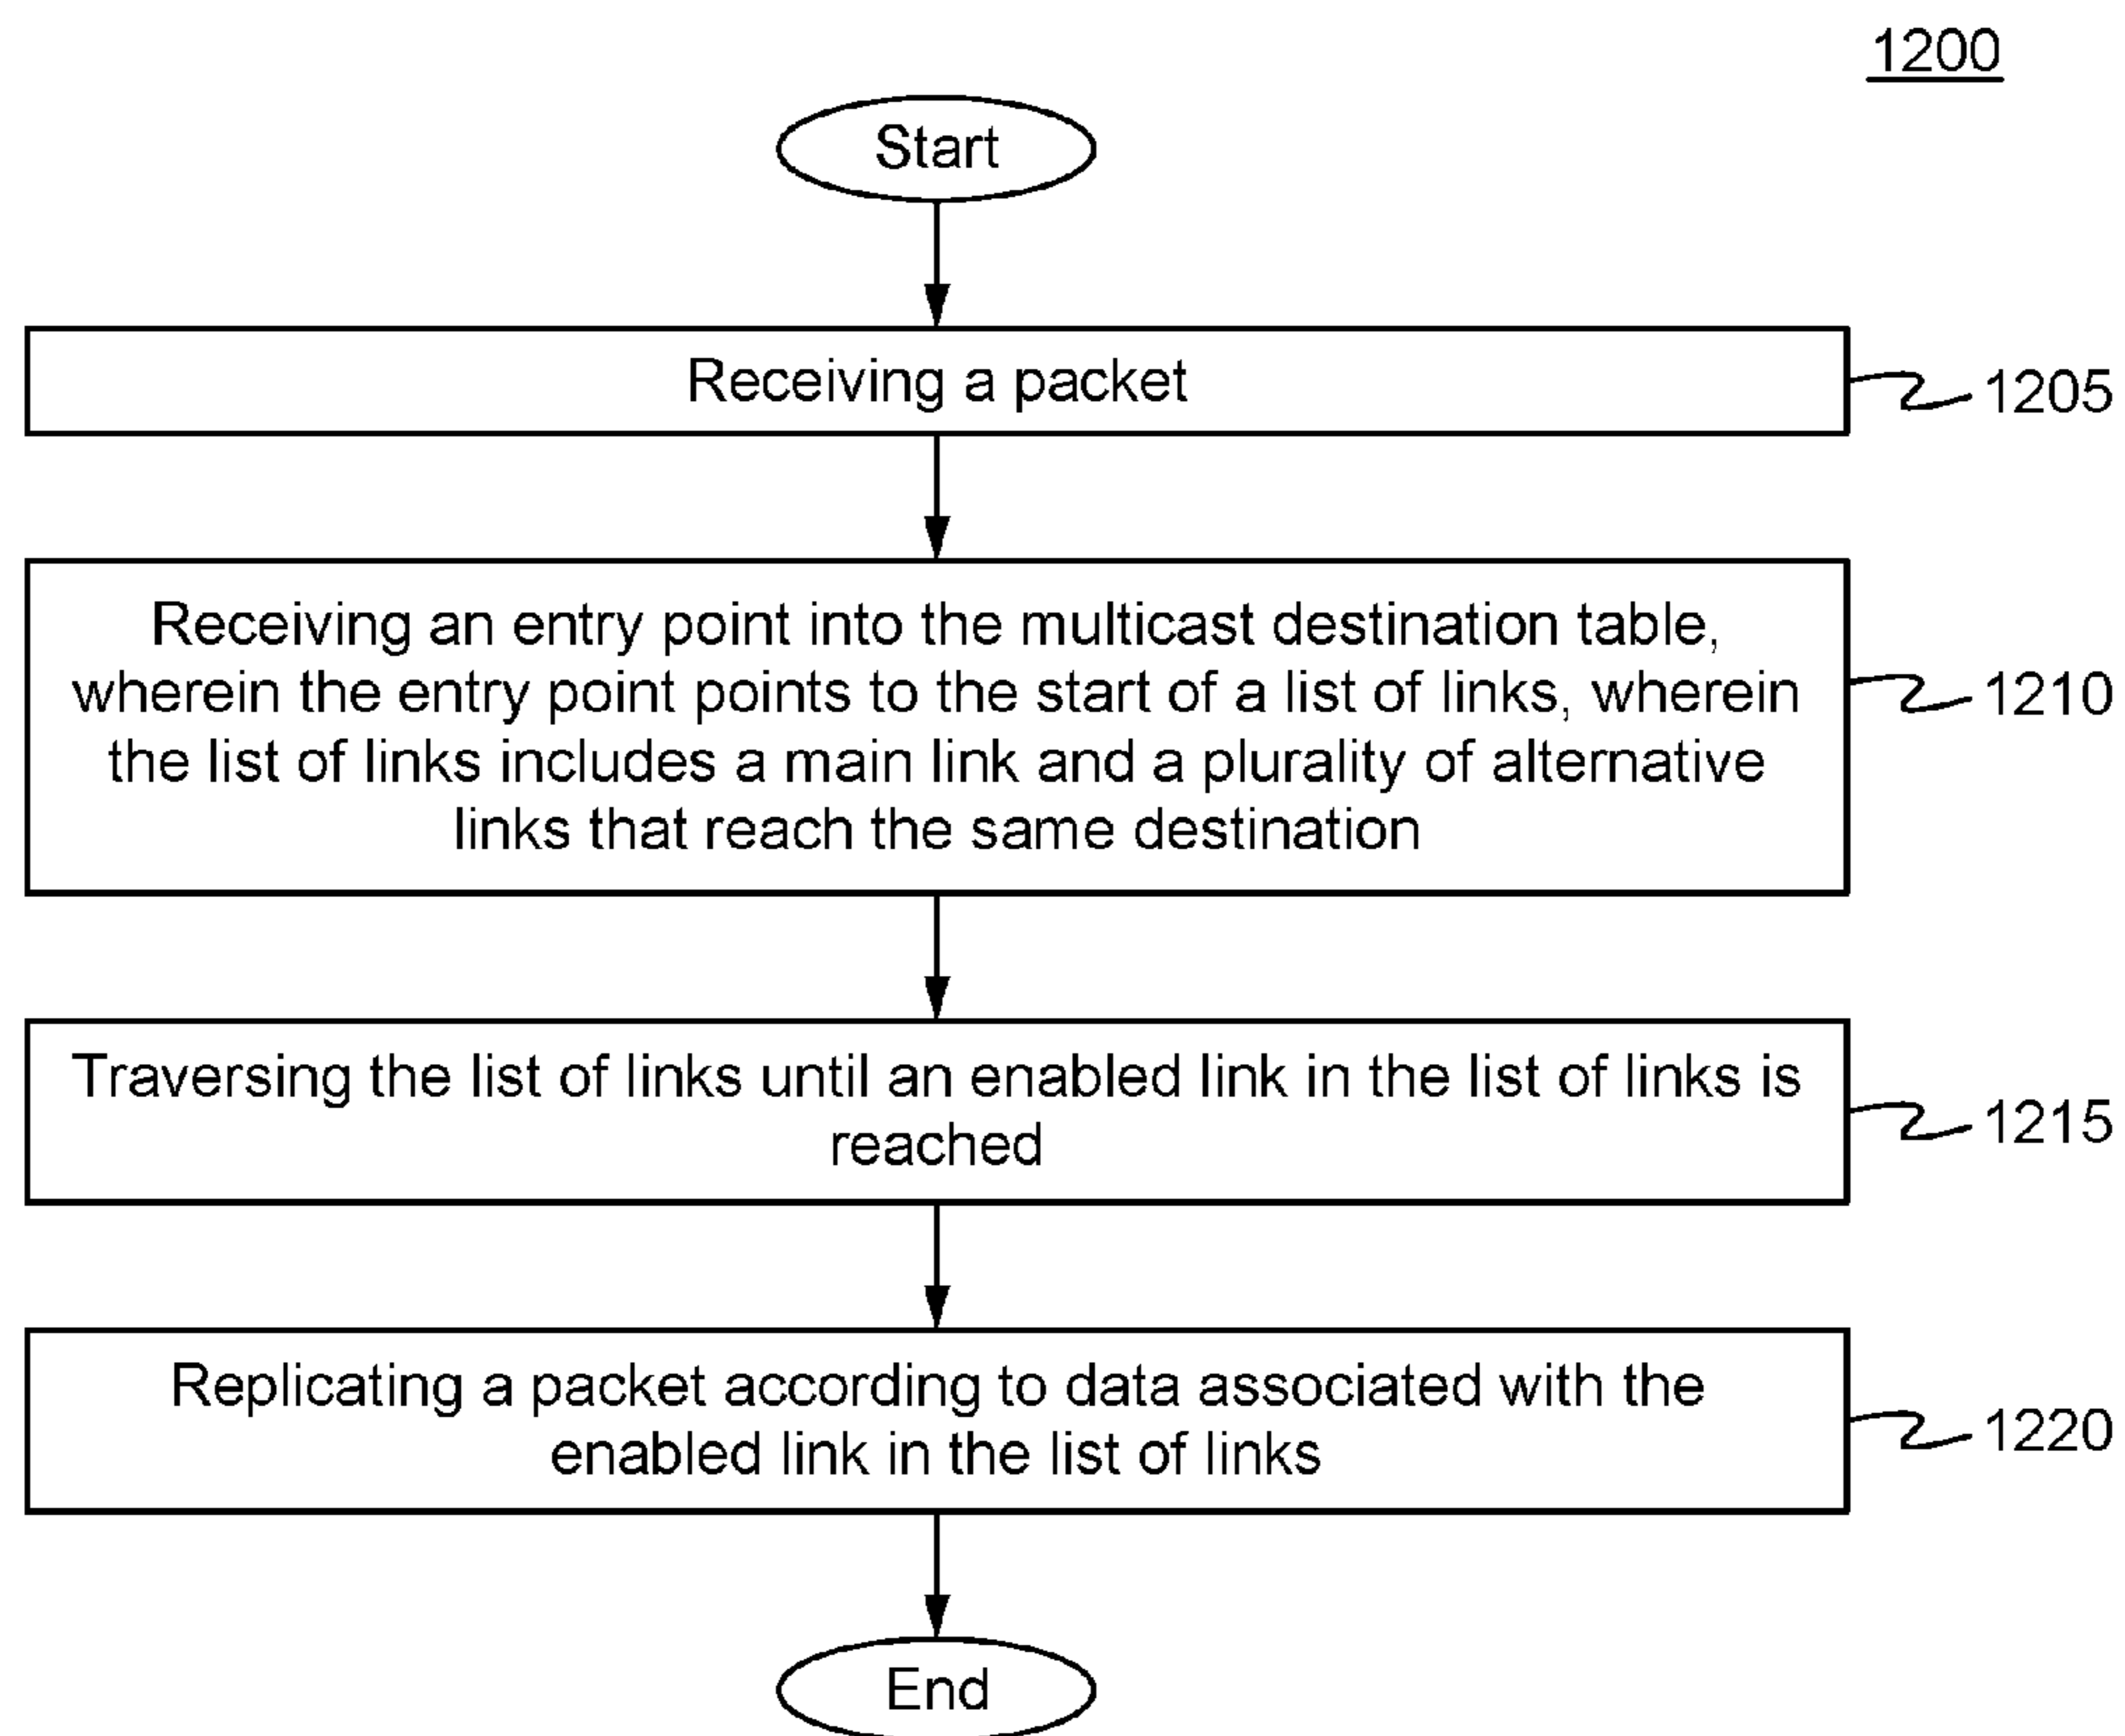 1200
Start
Receiving a packet
1205
Receiving an entry point into the multicast destination table,
wherein the entry point points to the start of a list of links, wherein
the list of links includes a main link and a plurality of alternative
links that reach the same destination
1210
Traversing the list of links until an enabled link in the list of links is
reached
1215
Replicating a packet according to data associated with the
enabled link in the list of links
1220
End